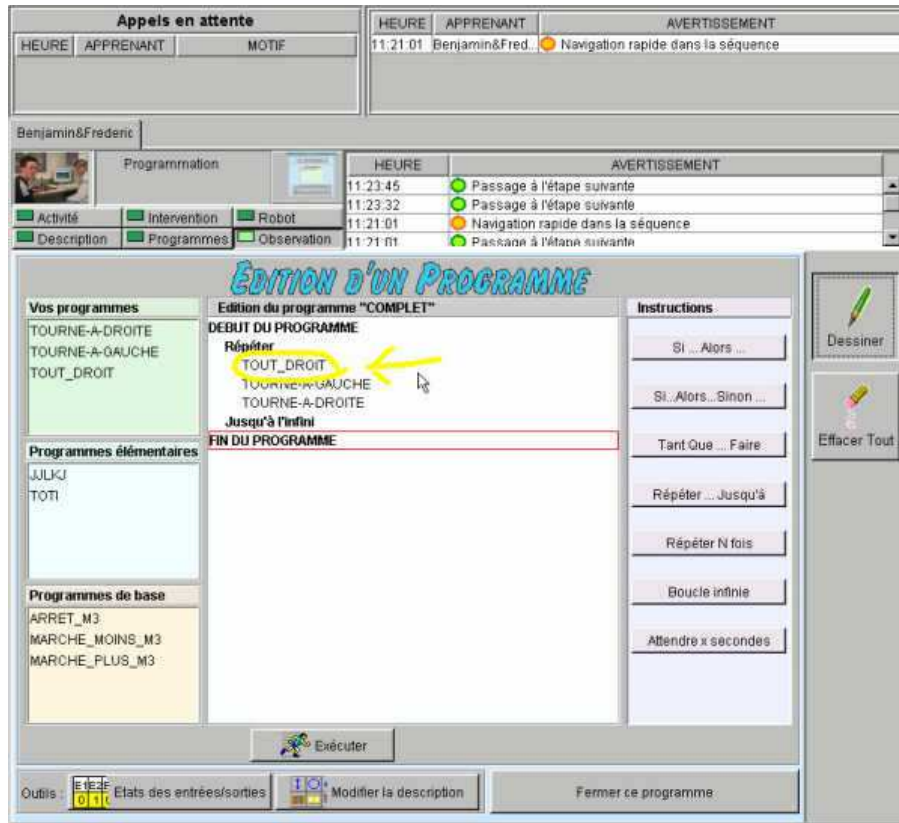 Appels en attente
HEURE APPRENANT MOTIF
HEURE APPRENANT AVERTISSEMENT
11:21:01 Benjamin&Fred... Navigation rapide dans la séquence
Benjamin&Frederic
Programmation
Activité Intervention Robot
Description Programmes Observation
HEURE AVERTISSEMENT
11:23:45 Passage à l'étape suivante
11:23:32 Passage à l'étape suivante
11:21:01 Navigation rapide dans la séquence
11:21:01 Passage à l'étape suivante
EDITION D'UN PROGRAMME
Vos programmes
TOURNE-A-DROITE
TOURNE-A-GAUCHE
TOUT_DROIT
Programmes élémentaires
JJLKJ
TOTI
Programmes de base
ARRET_M3
MARCHE_MOINS_M3
MARCHE_PLUS_M3
Edition du programme "COMPLET"
DEBUT DU PROGRAMME
Répéter
TOUT_DROIT
TOURNE-A-GAUCHE
TOURNE-A-DROITE
Jusqu'à l'infini
FIN DU PROGRAMME
Instructions
Si ... Alors ...
Si...Alors...Sinon ...
Tant Que ... Faire
Répéter ... Jusqu'à
Répéter N fois
Boucle infinie
Attendre x secondes
Dessiner
Effacer Tout
Exécuter
Outils : Etats des entrées/sorties Modifier la description Fermer ce programme